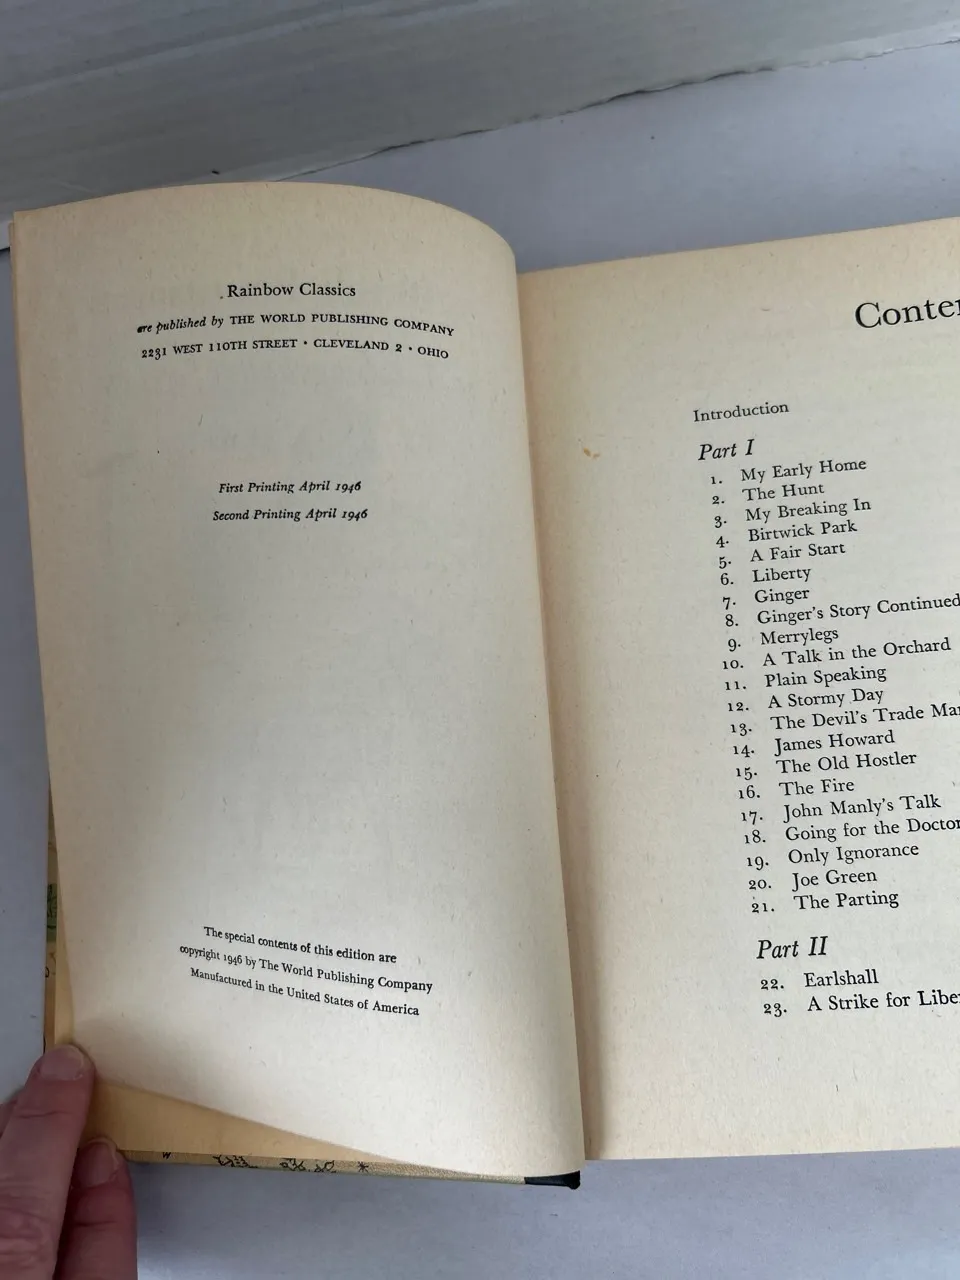 Rainbow Classics
are published by THE WORLD PUBLISHING COMPANY
2231 WEST 110TH STREET • CLEVELAND 2 • OHIO
First Printing April 1946
Second Printing April 1946
The special contents of this edition are
copyright 1946 by The World Publishing Company
Manufactured in the United States of America
Conten
Introduction
Part I
1. My Early Home
2. The Hunt
3. My Breaking In
4. Birtwick Park
5. A Fair Start
6. Liberty
7. Ginger
8. Ginger's Story Continued
9. Merrylegs
10. A Talk in the Orchard
11. Plain Speaking
12. A Stormy Day
13. The Devil's Trade Mar
14. James Howard
15. The Old Hostler
16. The Fire
17. John Manly's Talk
18. Going for the Doctor
19. Only Ignorance
20. Joe Green
21. The Parting
Part II
22. Earlshall
23. A Strike for Liber